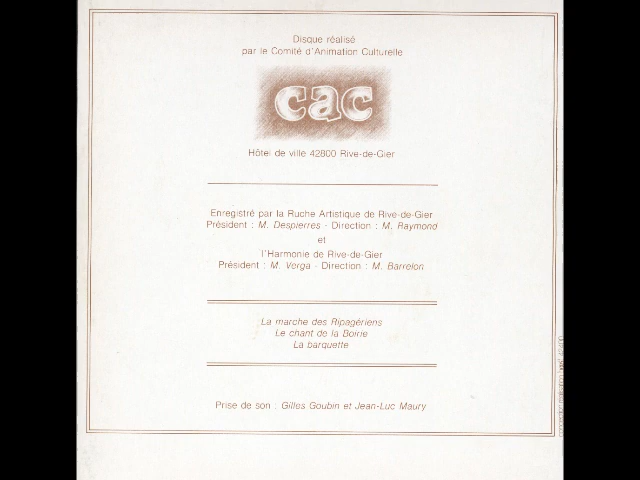 Disque réalisé
par le Comité d'Animation Culturelle
cac
Hôtel de ville 42800 Rive-de-Gier
Enregistré par la Ruche Artistique de Rive-de-Gier
Président : M. Despierres - Direction : M. Raymond
et
l'Harmonie de Rive-de-Gier
Président : M. Verga - Direction : M. Barrelon
La marche des Ripagériens
Le chant de la Boirie
La barquette
Prise de son : Gilles Goubin et Jean-Luc Maury